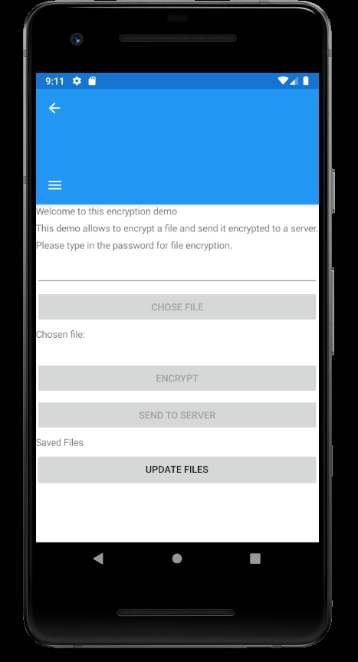 9:11
Welcome to this encryption demo
This demo allows to encrypt a file and send it encrypted to a server.
Please type in the password for file encryption.
CHOSE FILE
Chosen file:
ENCRYPT
SEND TO SERVER
Saved Files
UPDATE FILES